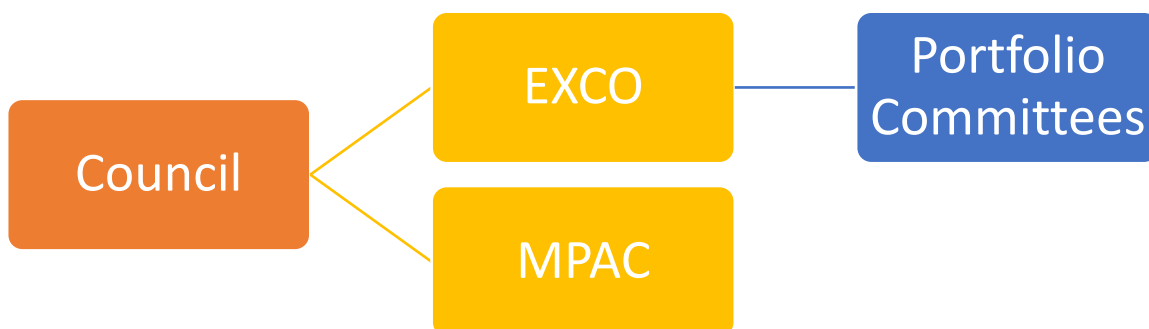 Council
EXCO
MPAC
Portfolio
Committees